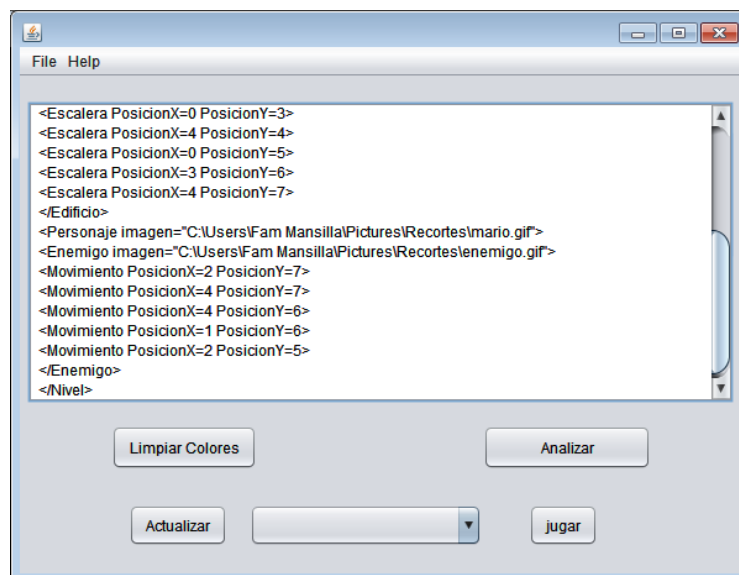 File Help
<Escalera PosicionX=0 PosicionY=3>
<Escalera PosicionX=4 PosicionY=4>
<Escalera PosicionX=0 PosicionY=5>
<Escalera PosicionX=3 PosicionY=6>
<Escalera PosicionX=4 PosicionY=7>
</Edificio>
<Personaje imagen="C:\Users\Fam Mansilla\Pictures\Recortes\mario.gif">
<Enemigo imagen="C:\Users\Fam Mansilla\Pictures\Recortes\enemigo.gif">
<Movimiento PosicionX=2 PosicionY=7>
<Movimiento PosicionX=4 PosicionY=7>
<Movimiento PosicionX=4 PosicionY=6>
<Movimiento PosicionX=1 PosicionY=6>
<Movimiento PosicionX=2 PosicionY=5>
</Enemigo>
</Nivel>
Limpiar Colores Analizar
Actualizar jugar